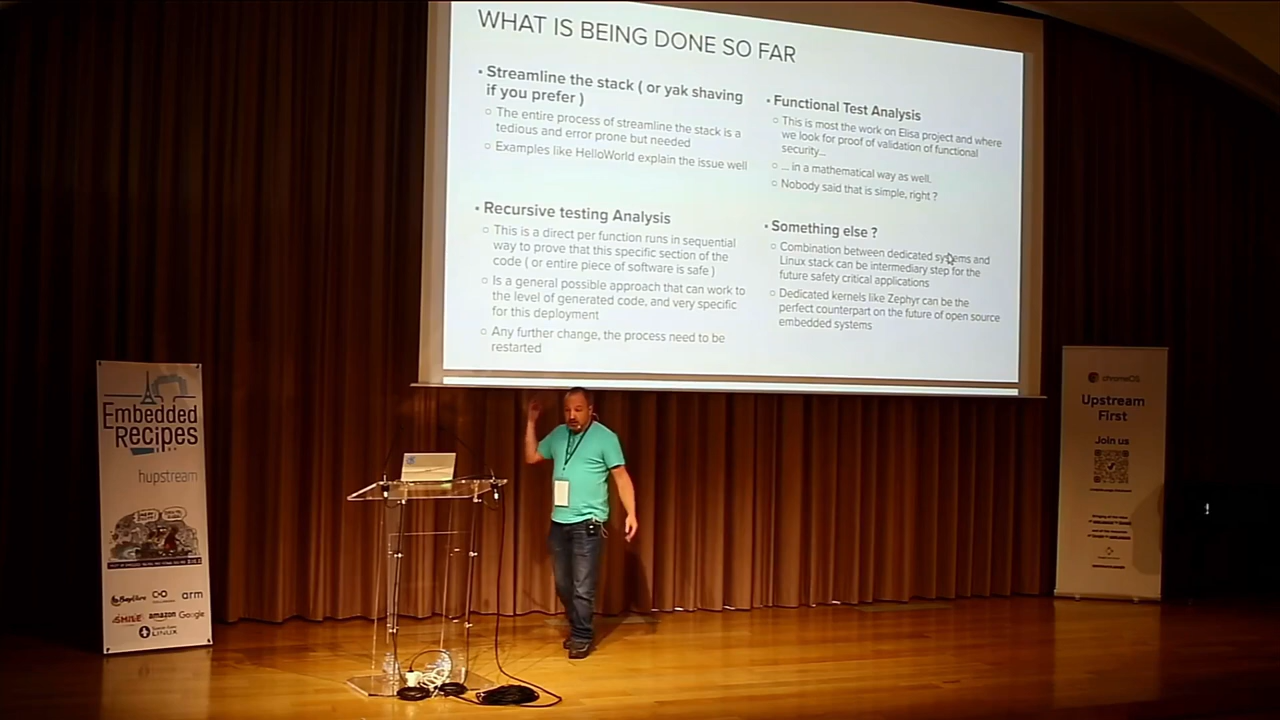 WHAT IS BEING DONE SO FAR
• Streamline the stack ( or yak shaving
if you prefer )
○ The entire process of streamline the stack is a
tedious and error prone but needed
○ Examples like HelloWorld explain the issue well
• Recursive testing Analysis
○ This is a direct per function runs in sequential
way to prove that this specific section of the
code ( or entire piece of software is safe )
○ Is a general possible approach that can work to
the level of generated code, and very specific
for this deployment
○ Any further change, the process need to be
restarted
• Functional Test Analysis
○ This is most the work on Elisa project and where
we look for proof of validation of functional
security...
○ ... in a mathematical way as well.
○ Nobody said that is simple, right ?
• Something else ?
○ Combination between dedicated systems and
Linux stack can be intermediary step for the
future safety critical applications
○ Dedicated kernels like Zephyr can be the
perfect counterpart on the future of open source
embedded systems
Embedded
Recipes
hupstream
BayLibre
arm
SMILE amazon Google
LINUX
chromeOS
Upstream
First
Join us